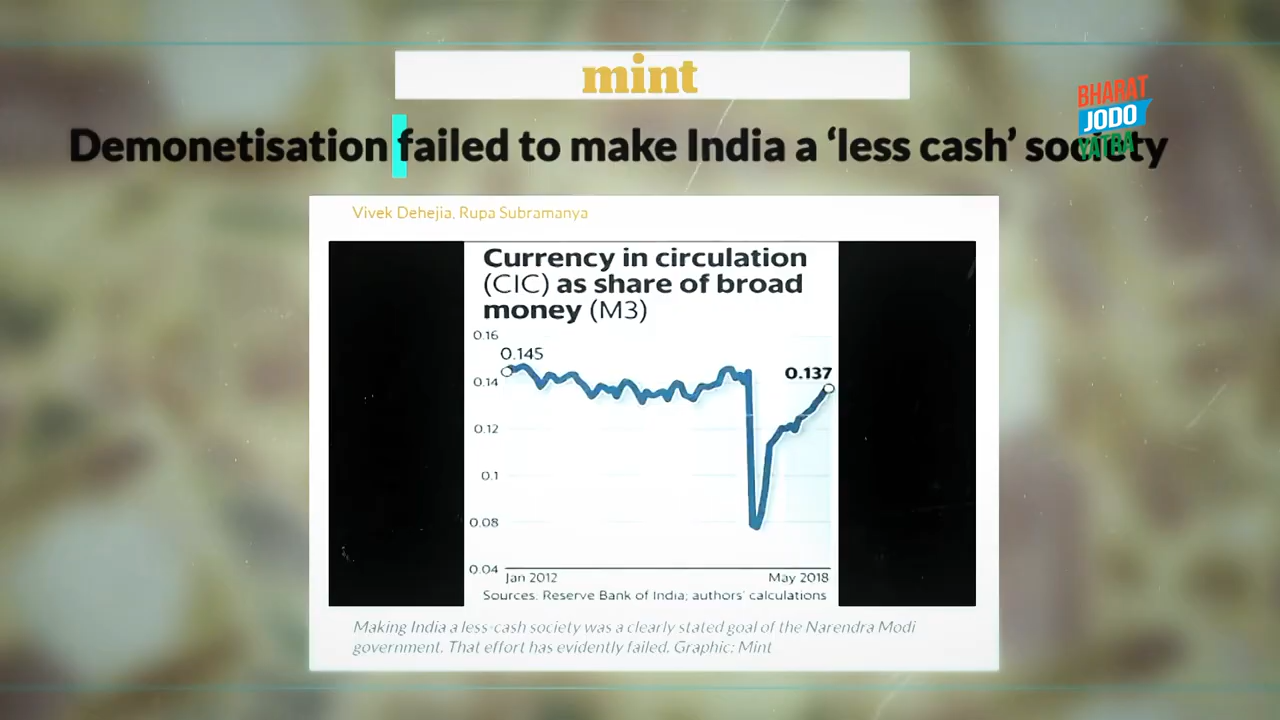 mint
BHARAT
JODO
YATRA
Demonetisation failed to make India a ‘less cash’ society
Vivek Dehejia, Rupa Subramanya
Currency in circulation
(CIC) as share of broad
money (M3)
0.16
0.145
0.14
0.137
0.12
0.1
0.08
0.04
Jan 2012 May 2018
Sources: Reserve Bank of India; authors' calculations
Making India a less-cash society was a clearly stated goal of the Narendra Modi
government. That effort has evidently failed. Graphic: Mint